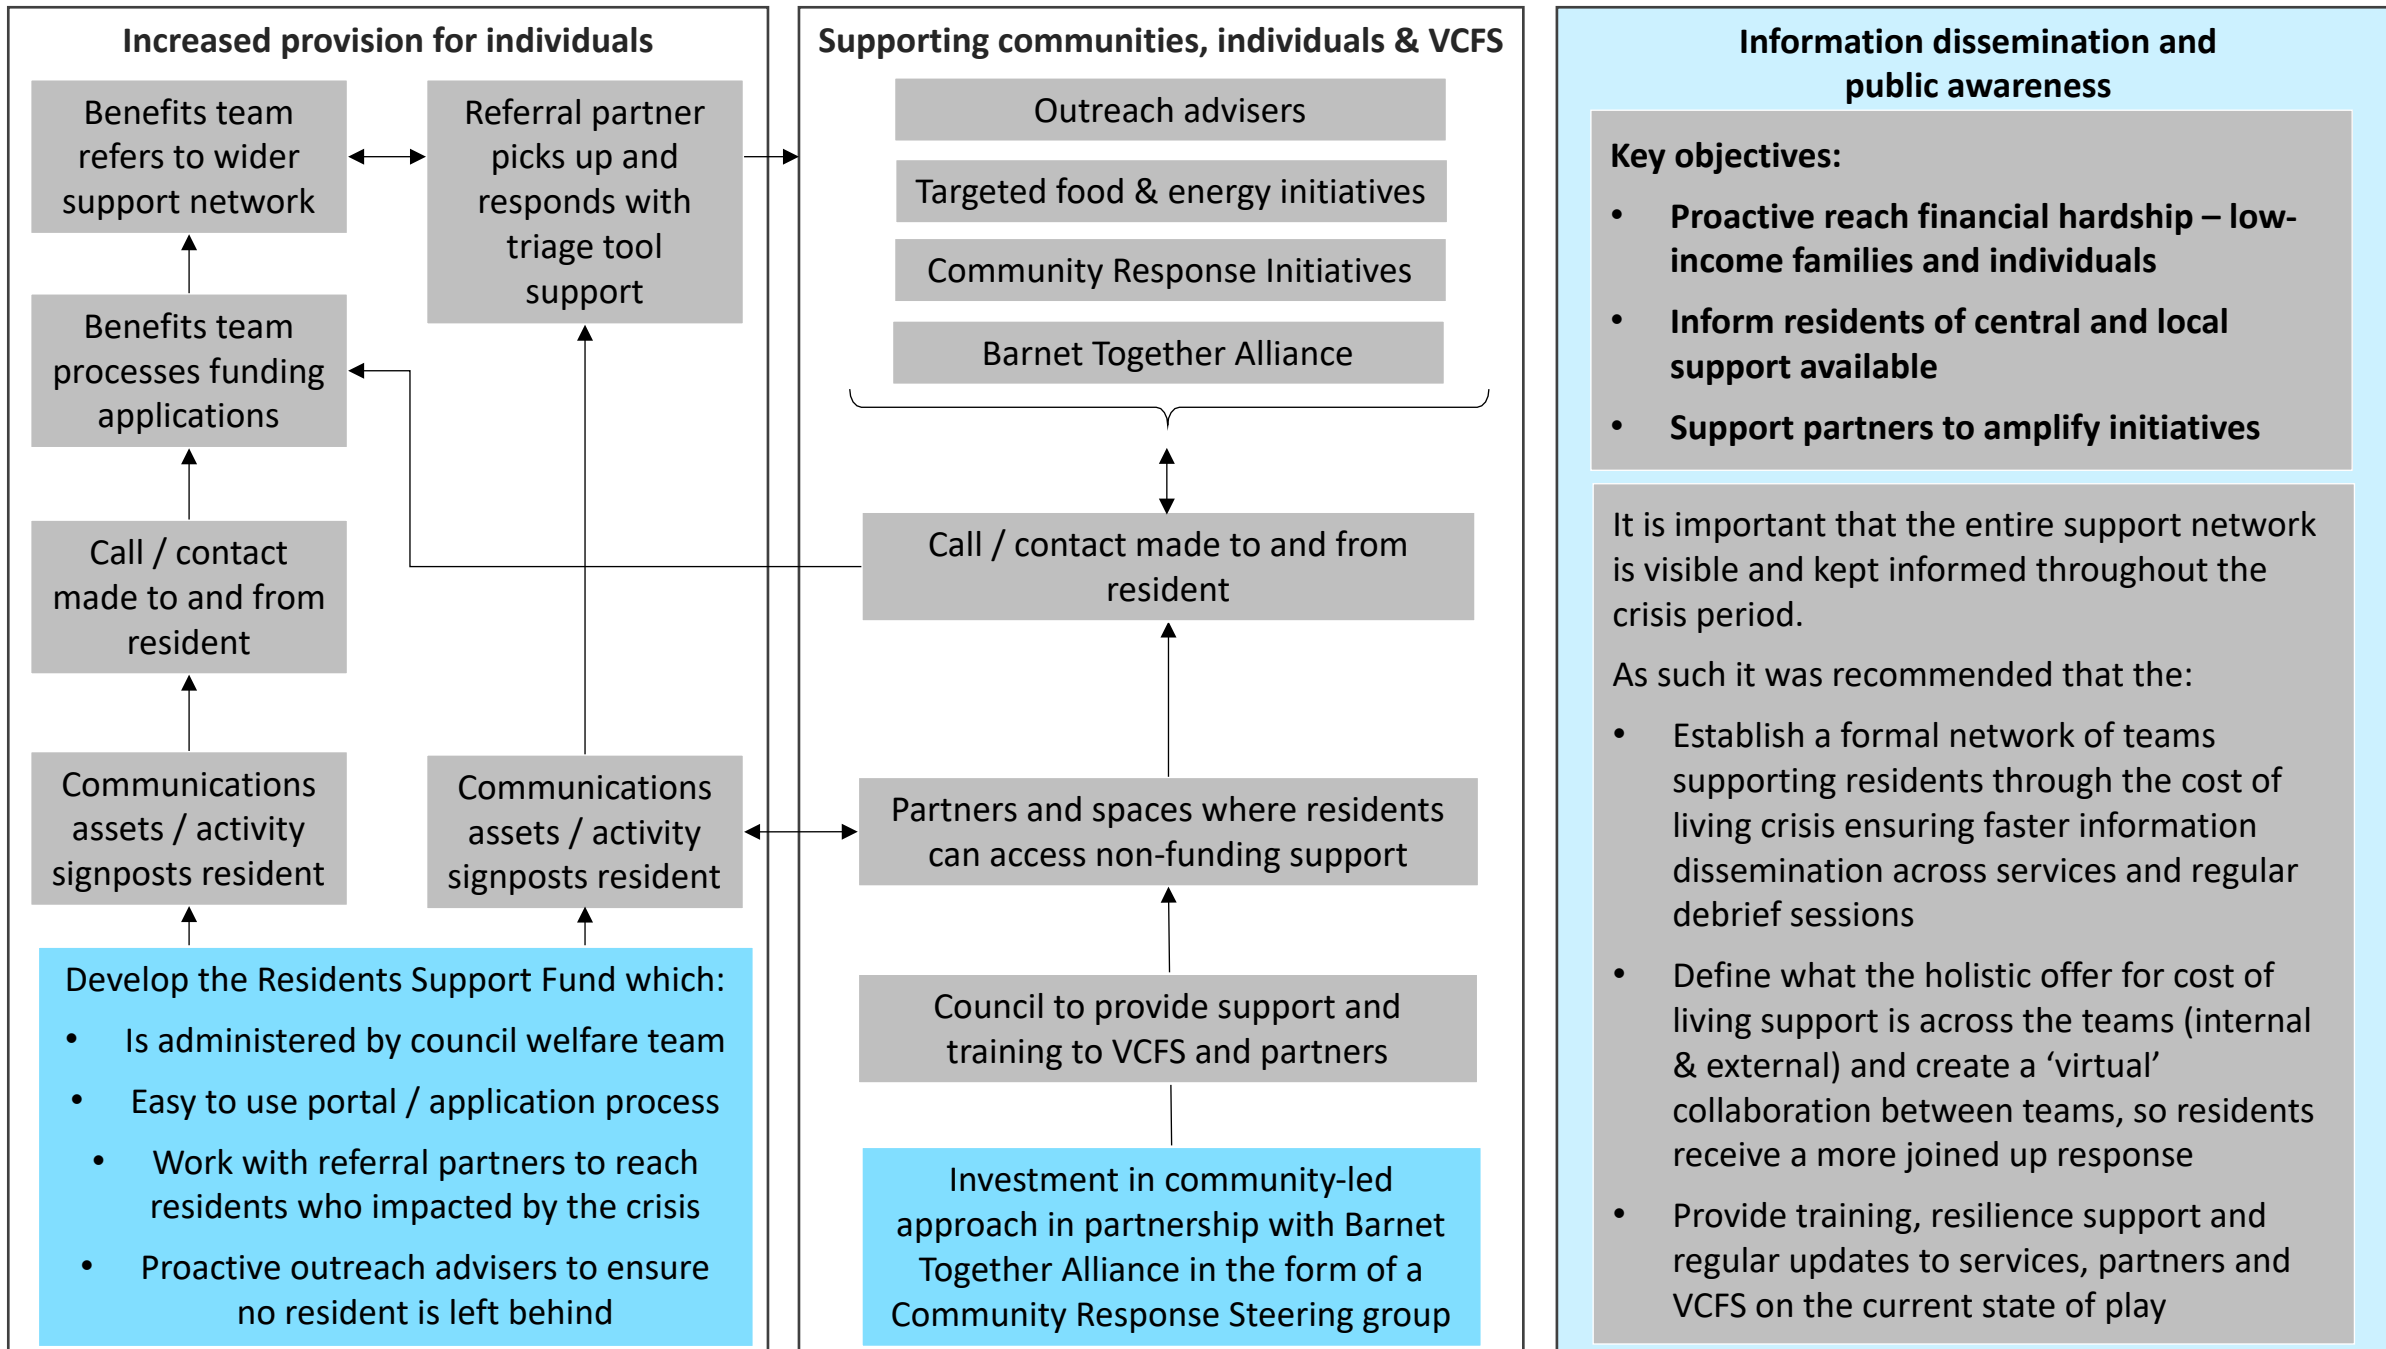 Increased provision for individuals
Benefits team
refers to wider
support network
Referral partner
picks up and
responds with
triage tool
support
Benefits team
processes funding
applications
Call / contact
made to and from
resident
Communications
assets / activity
signposts resident
Communications
assets / activity
signposts resident
Develop the Residents Support Fund which:
• Is administered by council welfare team
• Easy to use portal / application process
• Work with referral partners to reach
residents who impacted by the crisis
• Proactive outreach advisers to ensure
no resident is left behind
Supporting communities, individuals & VCFS
Outreach advisers
Targeted food & energy initiatives
Community Response Initiatives
Barnet Together Alliance
Call / contact made to and from
resident
Partners and spaces where residents
can access non-funding support
Council to provide support and
training to VCFS and partners
Investment in community-led
approach in partnership with Barnet
Together Alliance in the form of a
Community Response Steering group
Information dissemination and
public awareness
Key objectives:
• Proactive reach financial hardship – low-
income families and individuals
• Inform residents of central and local
support available
• Support partners to amplify initiatives
It is important that the entire support network
is visible and kept informed throughout the
crisis period.
As such it was recommended that the:
• Establish a formal network of teams
supporting residents through the cost of
living crisis ensuring faster information
dissemination across services and regular
debrief sessions
• Define what the holistic offer for cost of
living support is across the teams (internal
& external) and create a ‘virtual’
collaboration between teams, so residents
receive a more joined up response
• Provide training, resilience support and
regular updates to services, partners and
VCFS on the current state of play